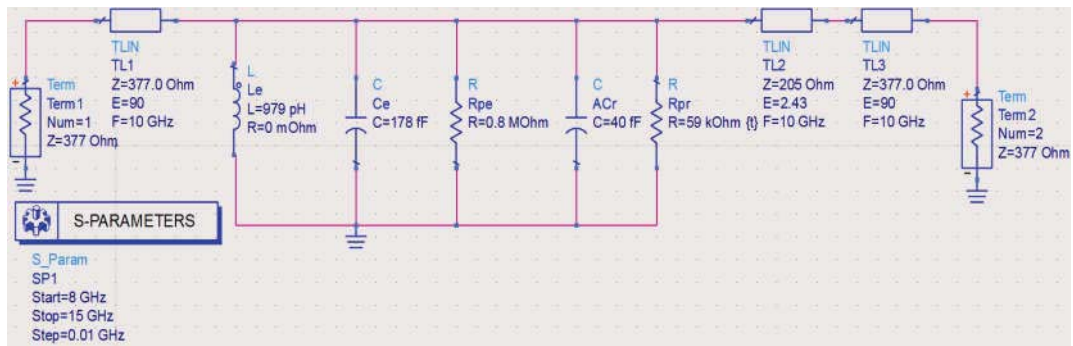 TLIN
TL1
Z=377.0 Ohm
E=90
F=10 GHz
+
Term
Term1
Num=1
Z=377 Ohm
-
L
Le
L=979 pH
R=0 mOhm
C
Ce
C=178 fF
R
Rpe
R=0.8 MOhm
C
ACr
C=40 fF
R
Rpr
R=59 kOhm {t}
TLIN
TL2
Z=205 Ohm
E=2.43
F=10 GHz
TLIN
TL3
Z=377.0 Ohm
E=90
F=10 GHz
+
Term
Term2
Num=2
Z=377 Ohm
-
S-PARAMETERS
S_Param
SP1
Start=8 GHz
Stop=15 GHz
Step=0.01 GHz